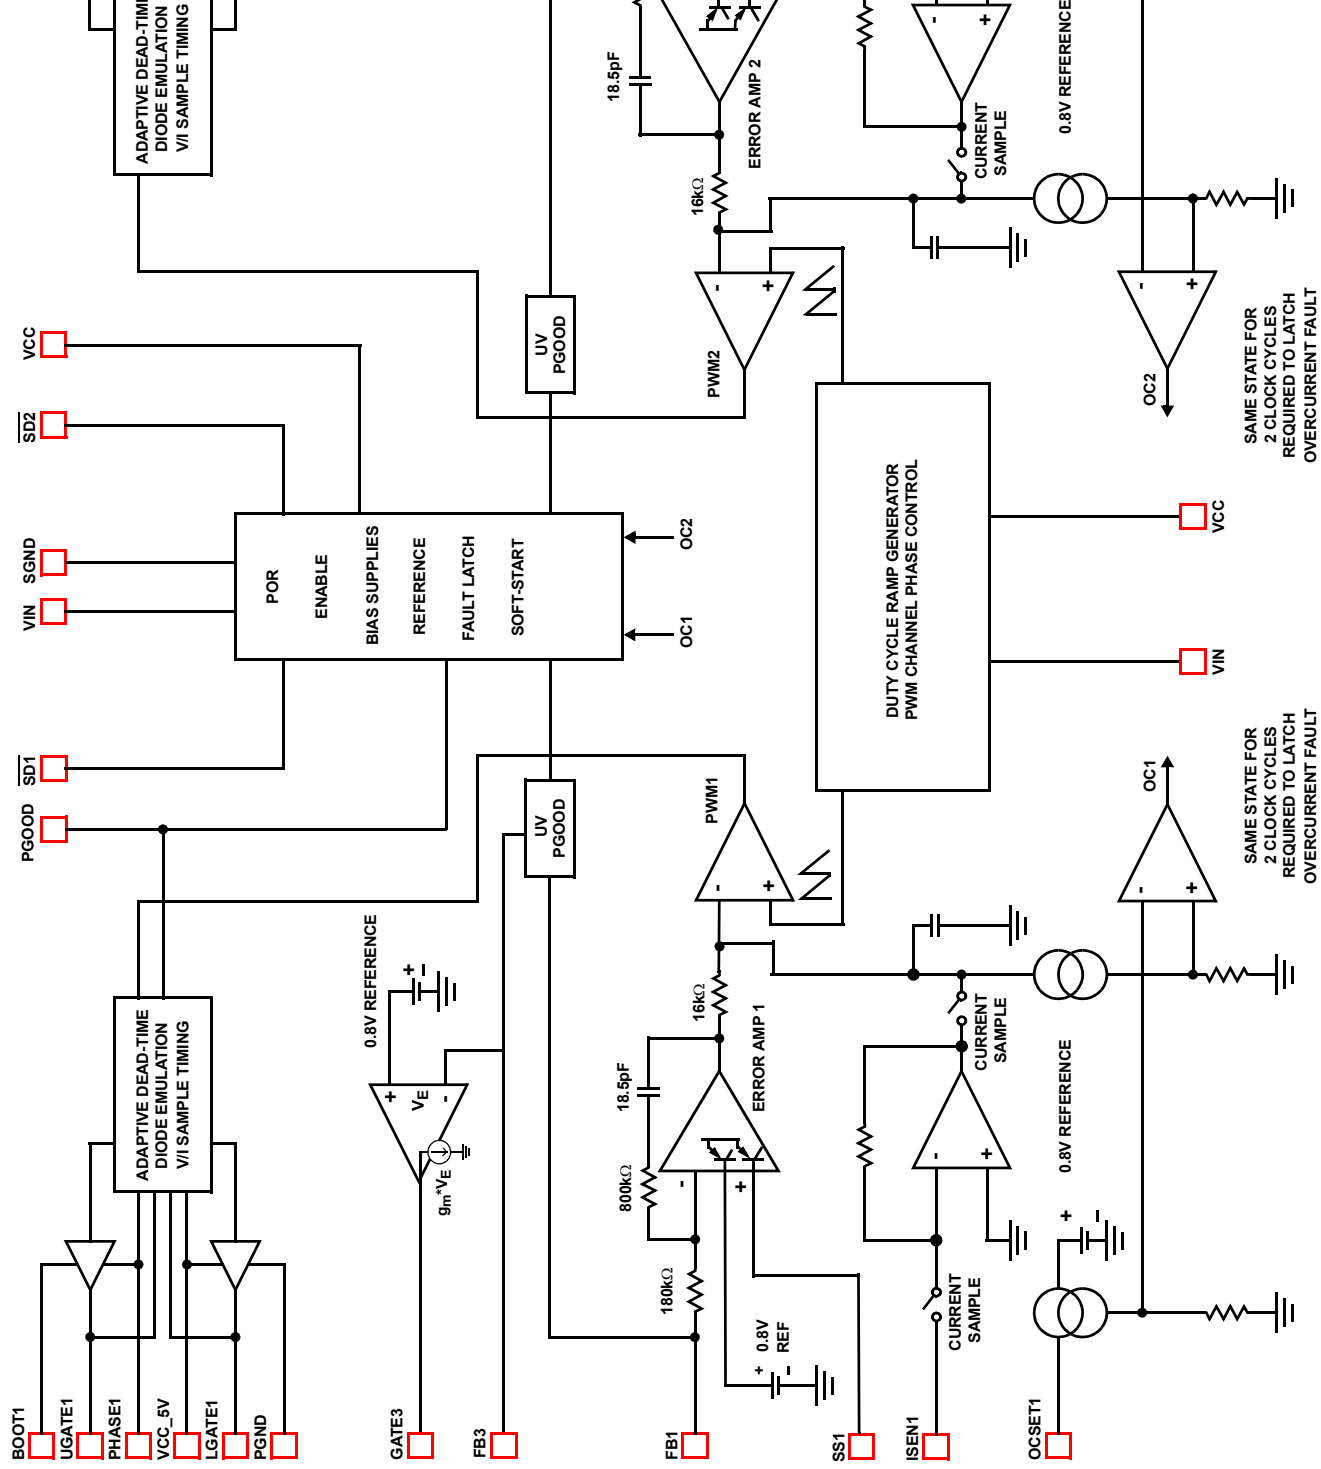 ADAPTIVE DEAD-TIME
DIODE EMULATION
V/I SAMPLE TIMING
18.5pF
ERROR AMP 2
16kΩ
-
+
CURRENT
SAMPLE
0.8V REFERENCE
-
+
PWM2
-
+
OC2
SAME STATE FOR
2 CLOCK CYCLES
REQUIRED TO LATCH
OVERCURRENT FAULT
VCC
SD2
SGND
VIN
SD1
PGOOD
UV
PGOOD
POR
ENABLE
BIAS SUPPLIES
REFERENCE
FAULT LATCH
SOFT-START
OC2
OC1
DUTY CYCLE RAMP GENERATOR
PWM CHANNEL PHASE CONTROL
VCC
VIN
UV
PGOOD
PWM1
-
+
OC1
-
+
SAME STATE FOR
2 CLOCK CYCLES
REQUIRED TO LATCH
OVERCURRENT FAULT
ADAPTIVE DEAD-TIME
DIODE EMULATION
V/I SAMPLE TIMING
0.8V REFERENCE
+
-
+
VE
-
gm*VE
16kΩ
18.5pF
ERROR AMP 1
800kΩ
-
+
180kΩ
0.8V
REF
+
-
CURRENT
SAMPLE
-
+
0.8V REFERENCE
+
-
CURRENT
SAMPLE
BOOT1
UGATE1
PHASE1
VCC_5V
LGATE1
PGND
GATE3
FB3
FB1
SS1
ISEN1
OCSET1